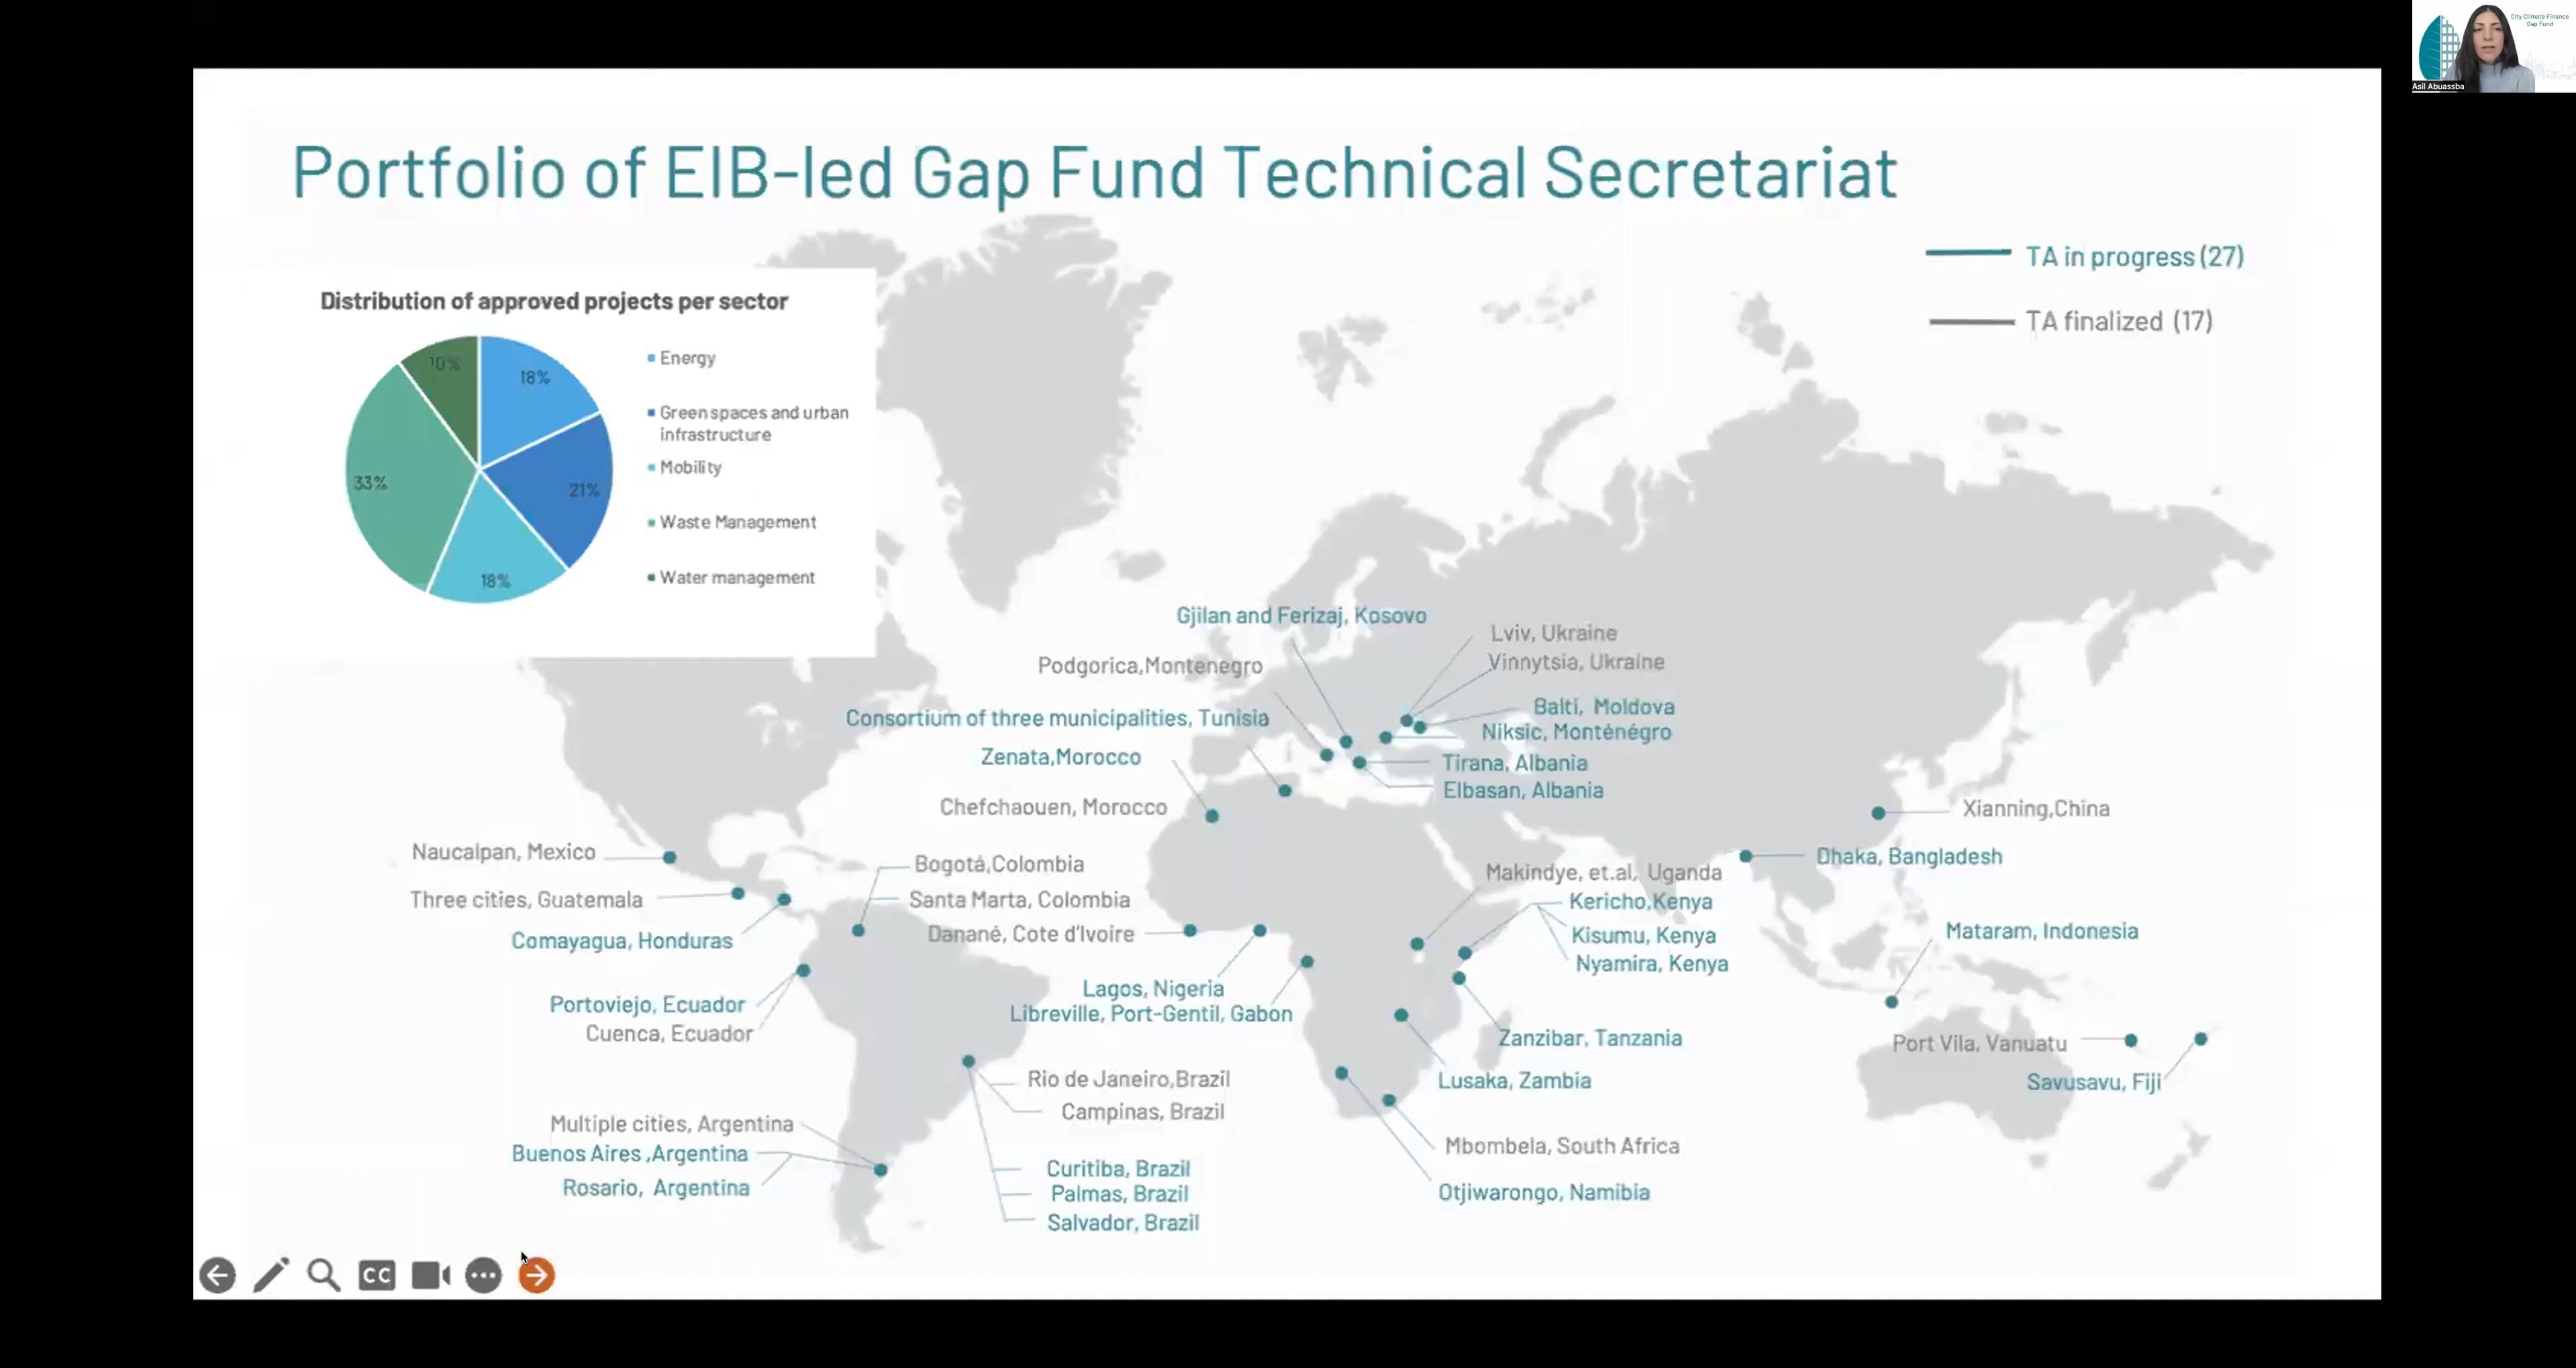 City Climate Finance
Gap Fund
Asil Abuassba
Portfolio of EIB-led Gap Fund Technical Secretariat
TA in progress (27)
TA finalized (17)
Distribution of approved projects per sector
10%
18%
33%
21%
18%
Energy
Green spaces and urban
infrastructure
Mobility
Waste Management
Water management
Gjilan and Ferizaj, Kosovo
Lviv, Ukraine
Vinnytsia, Ukraine
Podgorica,Montenegro
Balti, Moldova
Consortium of three municipalities, Tunisia
Niksic, Monténégro
Zenata,Morocco
Tirana, Albania
Elbasan, Albania
Chefchaouen, Morocco
Xianning,China
Naucalpan, Mexico
Dhaka, Bangladesh
Bogotá,Colombia
Makindye, et.al, Uganda
Three cities, Guatemala
Santa Marta, Colombia
Kericho,Kenya
Danané, Cote d'Ivoire
Kisumu, Kenya
Mataram, Indonesia
Comayagua, Honduras
Nyamira, Kenya
Lagos, Nigeria
Portoviejo, Ecuador
Libreville, Port-Gentil, Gabon
Cuenca, Ecuador
Zanzibar, Tanzania
Port Vila, Vanuatu
Rio de Janeiro,Brazil
Lusaka, Zambia
Savusavu, Fiji
Campinas, Brazil
Multiple cities, Argentina
Buenos Aires ,Argentina
Mbombela, South Africa
Curitiba, Brazil
Rosario, Argentina
Palmas, Brazil
Otjiwarongo, Namibia
Salvador, Brazil
CC